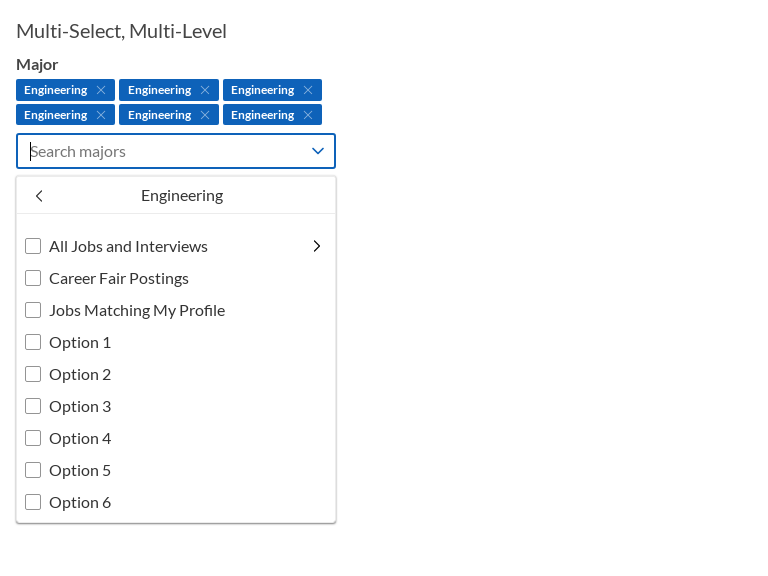 Multi-Select, Multi-Level
Major
Engineering Engineering Engineering
Engineering Engineering Engineering
Search majors
Engineering
All Jobs and Interviews
Career Fair Postings
Jobs Matching My Profile
Option 1
Option 2
Option 3
Option 4
Option 5
Option 6